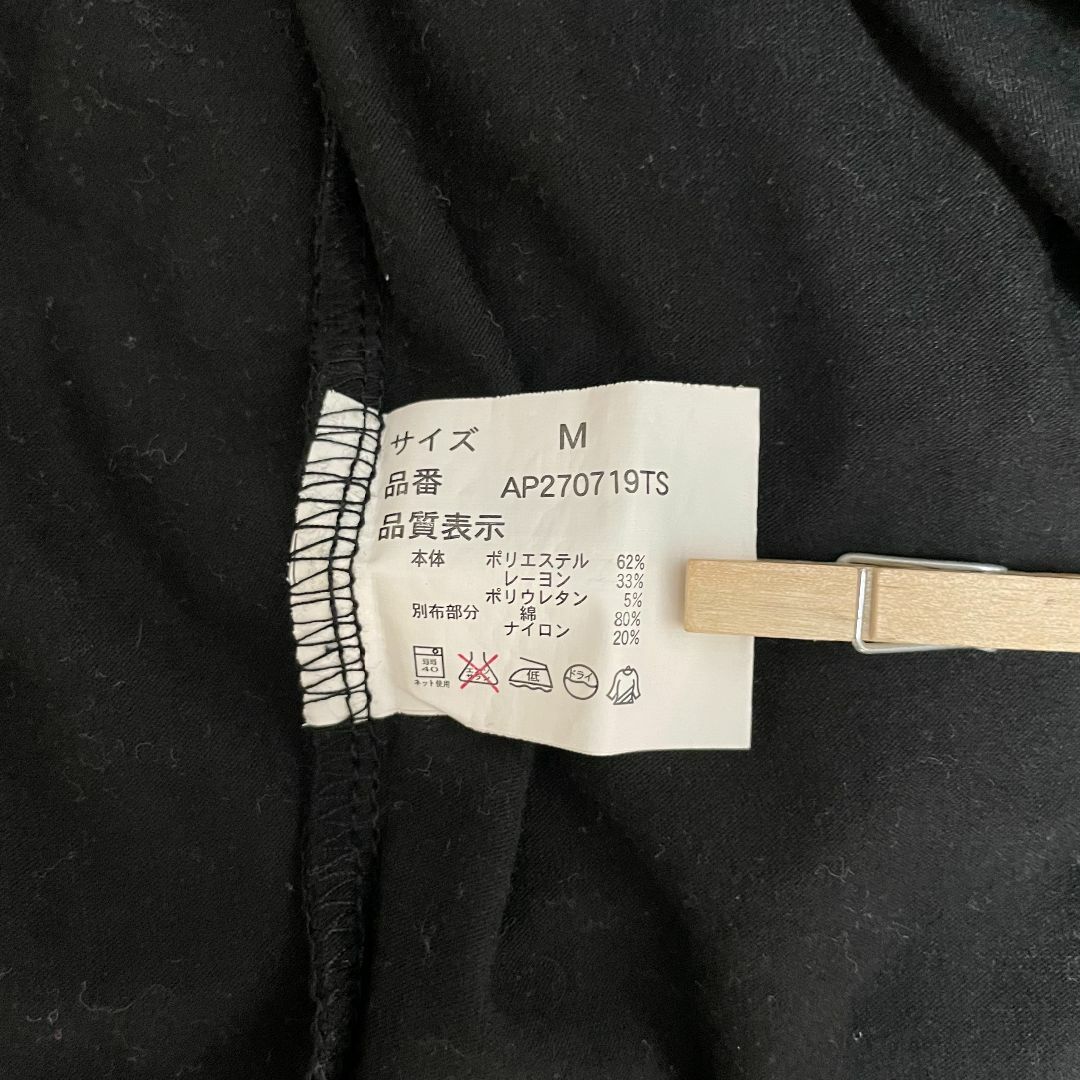 サイズ M
品番 AP270719TS
品質表示
本体 ポリエステル 62%
レーヨン 33%
ポリウレタン 5%
別布部分 綿 80%
ナイロン 20%
40
ネット使用
低
ドライ